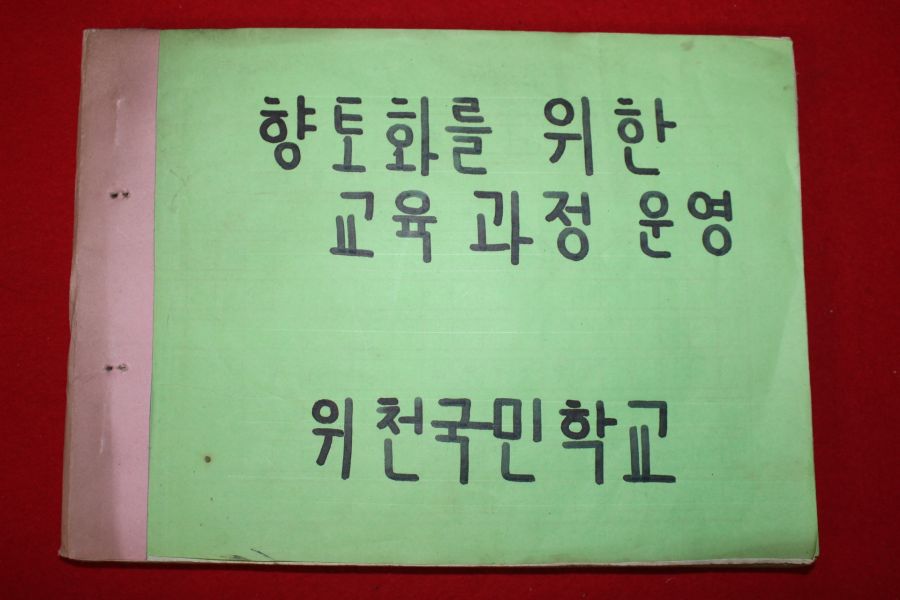 향토화를 위한
교육 과정 운영
위천국민학교